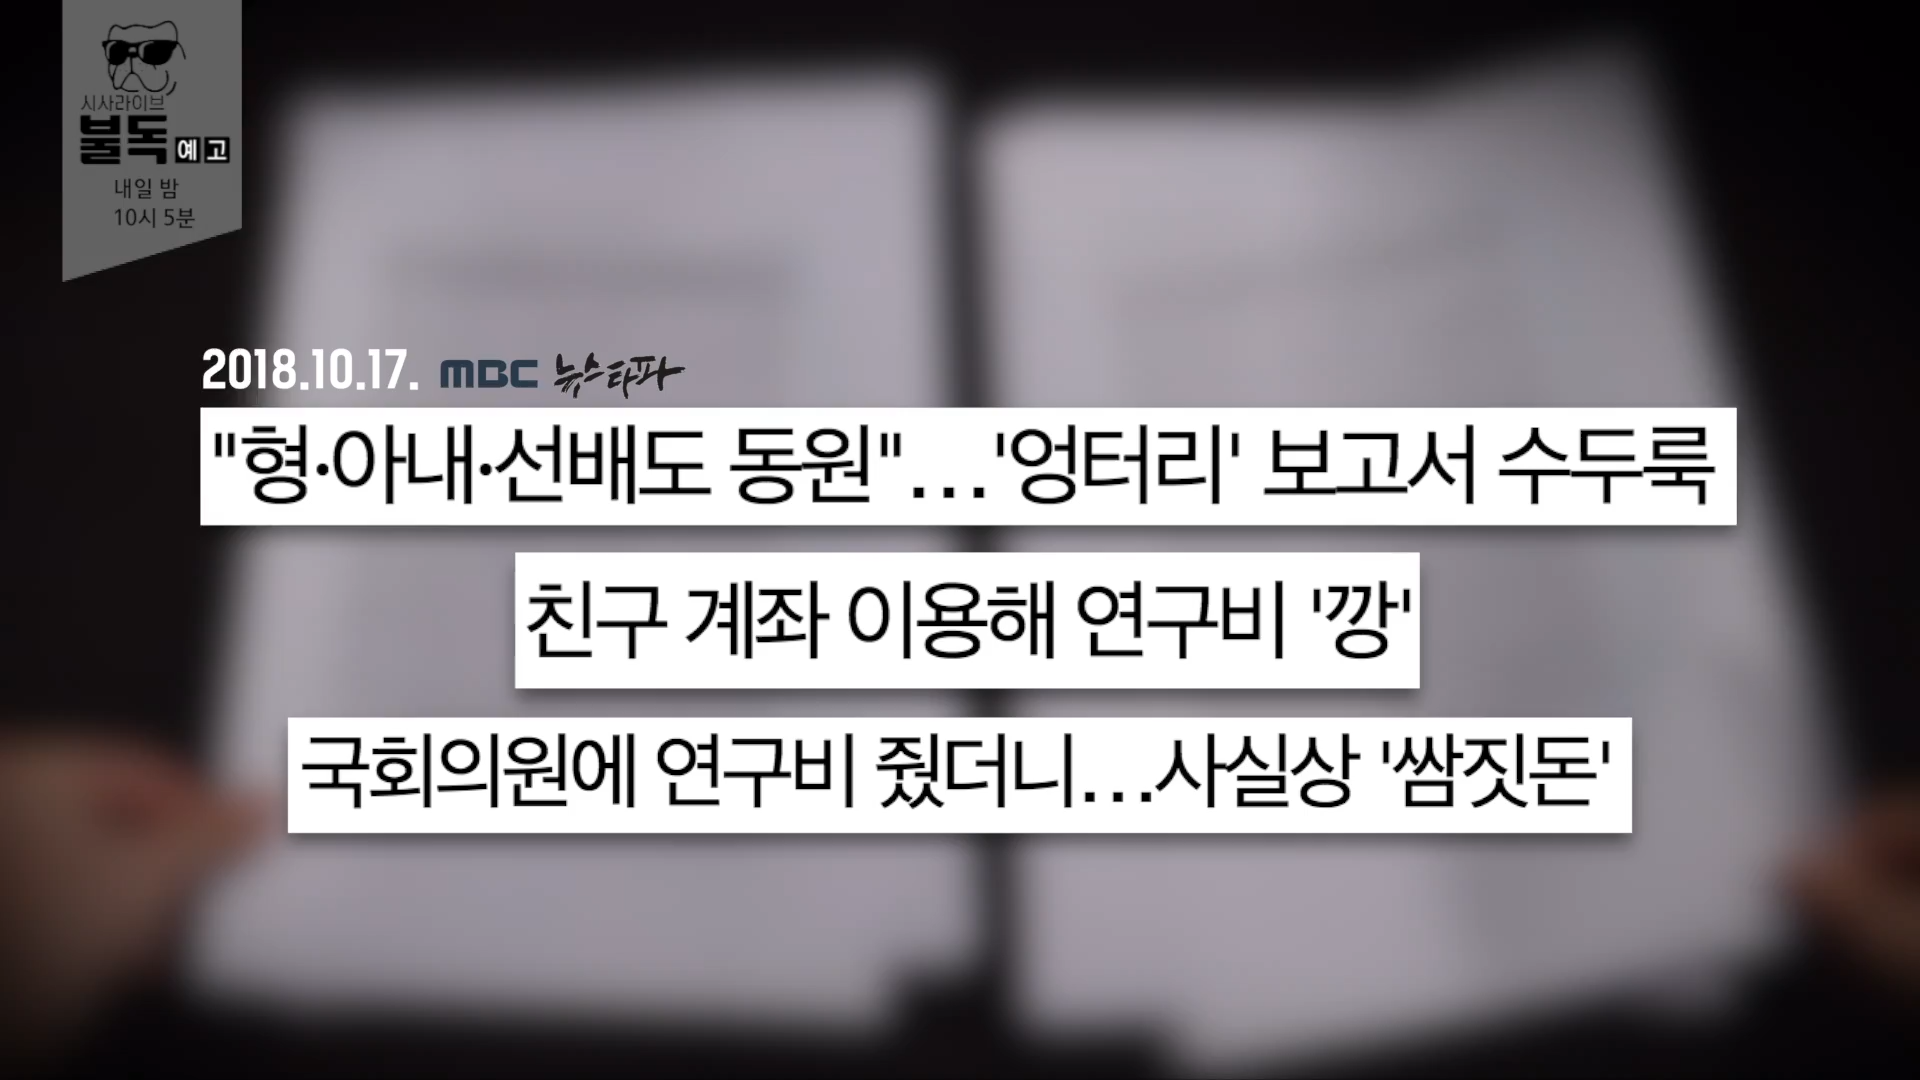 시사라이브
불독 예고
내일 밤
10시 5분
2018.10.17. MBC 뉴스타파
"형·아내·선배도 동원"…'엉터리' 보고서 수두룩
친구 계좌 이용해 연구비 '깡'
국회의원에 연구비 줬더니…사실상 '쌈짓돈'